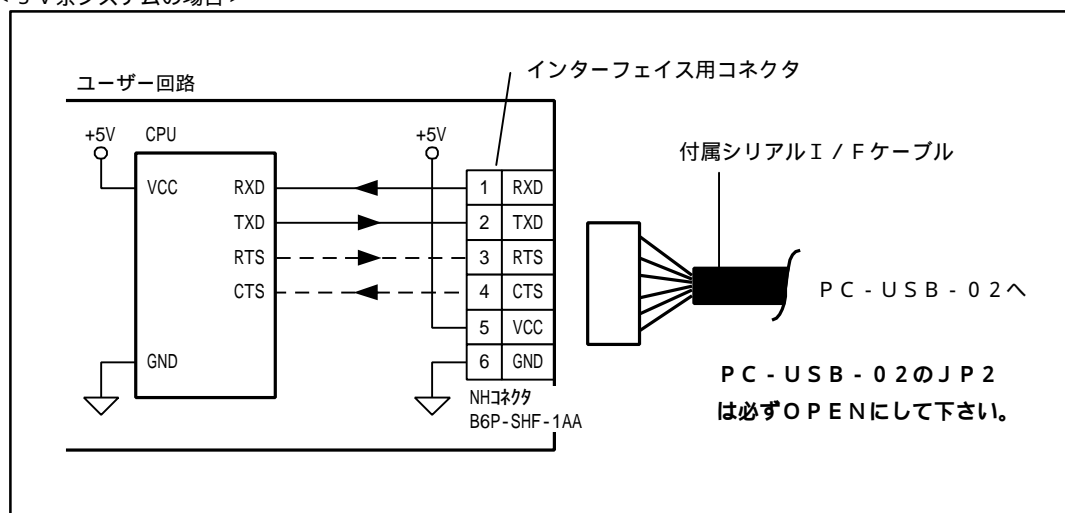 ユーザー回路
インターフェイス用コネクタ
付属シリアルＩ／Ｆケーブル
+5V CPU +5V
VCC RXD 1 RXD
TXD 2 TXD
RTS 3 RTS
CTS 4 CTS
5 VCC
GND 6 GND
NHコネクタ
B6P-SHF-1AA
ＰＣ-ＵＳＢ-０２へ
ＰＣ-ＵＳＢ-０２のＪＰ２
は必ずＯＰＥＮにして下さい。